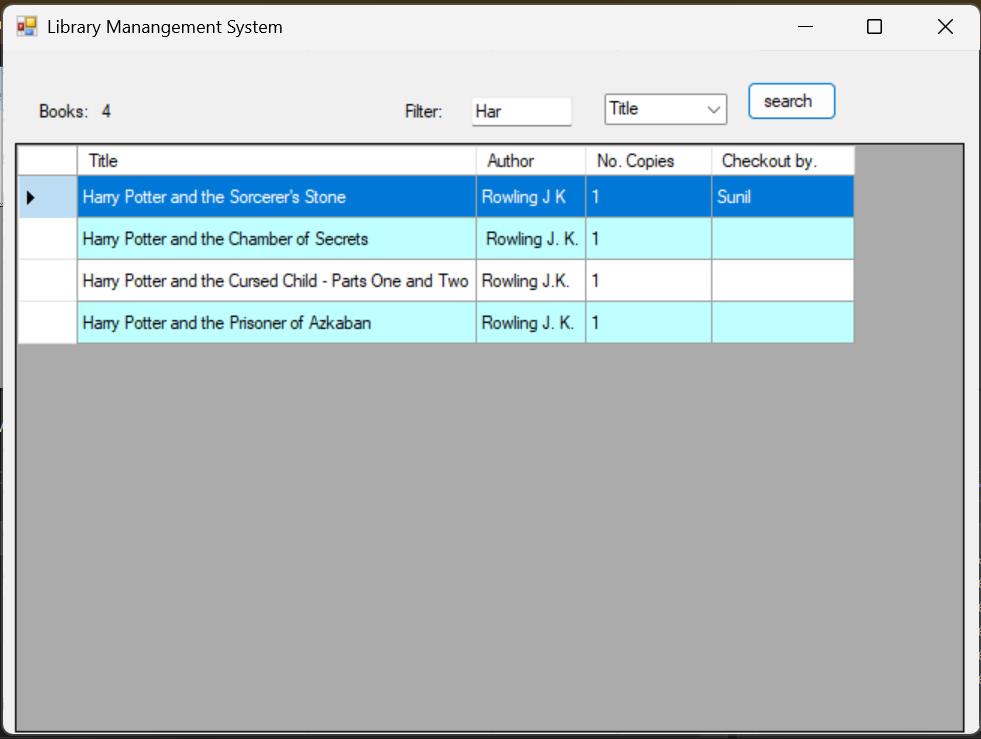 Library Manangement System
Books: 4 Filter: Har Title search
Title Author No. Copies Checkout by.
Harry Potter and the Sorcerer's Stone Rowling J K 1 Sunil
Harry Potter and the Chamber of Secrets Rowling J. K. 1
Harry Potter and the Cursed Child - Parts One and Two Rowling J.K. 1
Harry Potter and the Prisoner of Azkaban Rowling J. K. 1